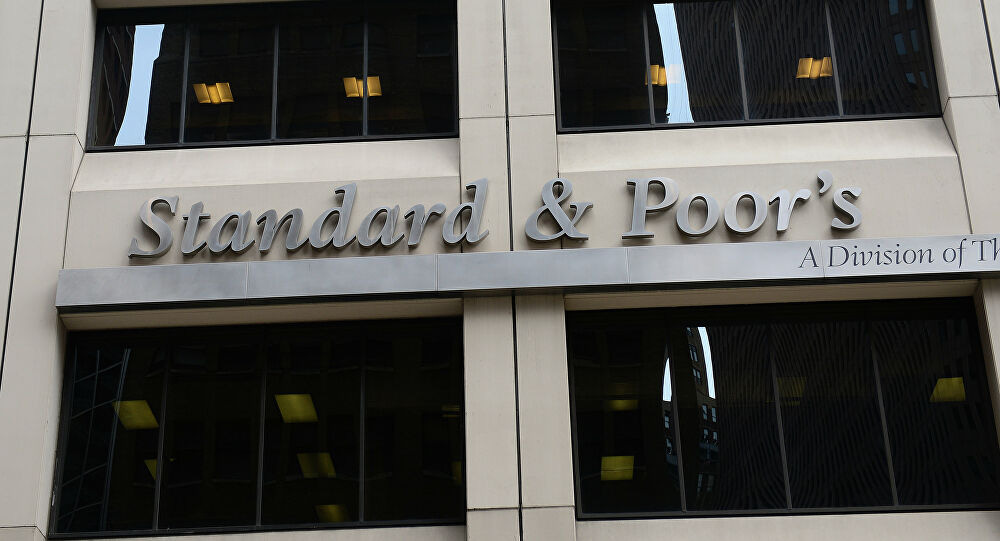 Standard & Poor's
A Division of